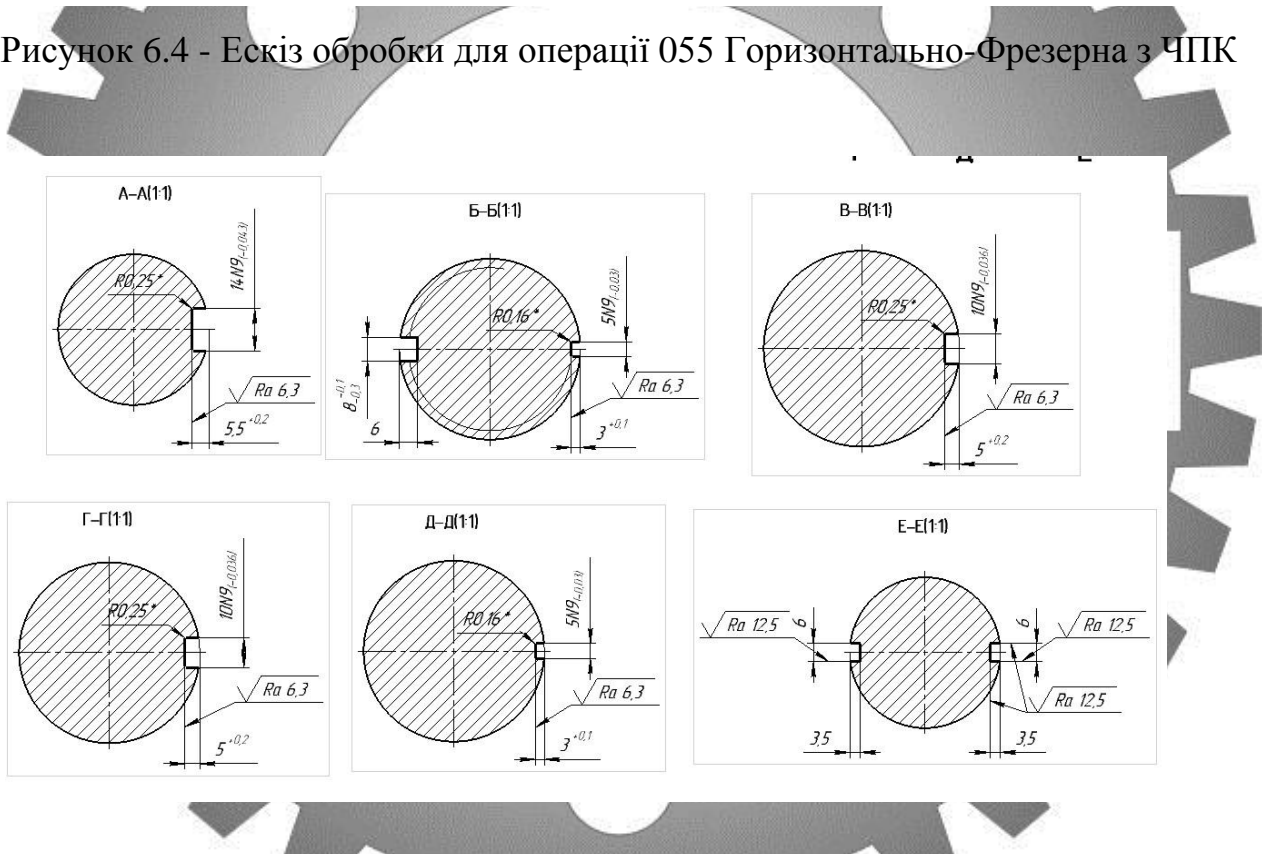 Рисунок 6.4 - Ескіз обробки для операції 055 Горизонтально-Фрезерна з ЧПК
Д
А–А(1:1)
R0,25*
14N9(-0,043)
Ra 6,3
5,5 +0,2
Б–Б(1:1)
R0,16*
5N9(-0,03)
8 -0,1 -0,3
6
Ra 6,3
3 +0,1
В–В(1:1)
R0,25*
10N9(-0,036)
Ra 6,3
5 +0,2
Г–Г(1:1)
R0,25*
10N9(-0,036)
Ra 6,3
5 +0,2
Д–Д(1:1)
R0,16*
5N9(-0,03)
Ra 6,3
3 +0,1
Е–Е(1:1)
Ra 12,5
6
6
Ra 12,5
Ra 12,5
3,5
3,5